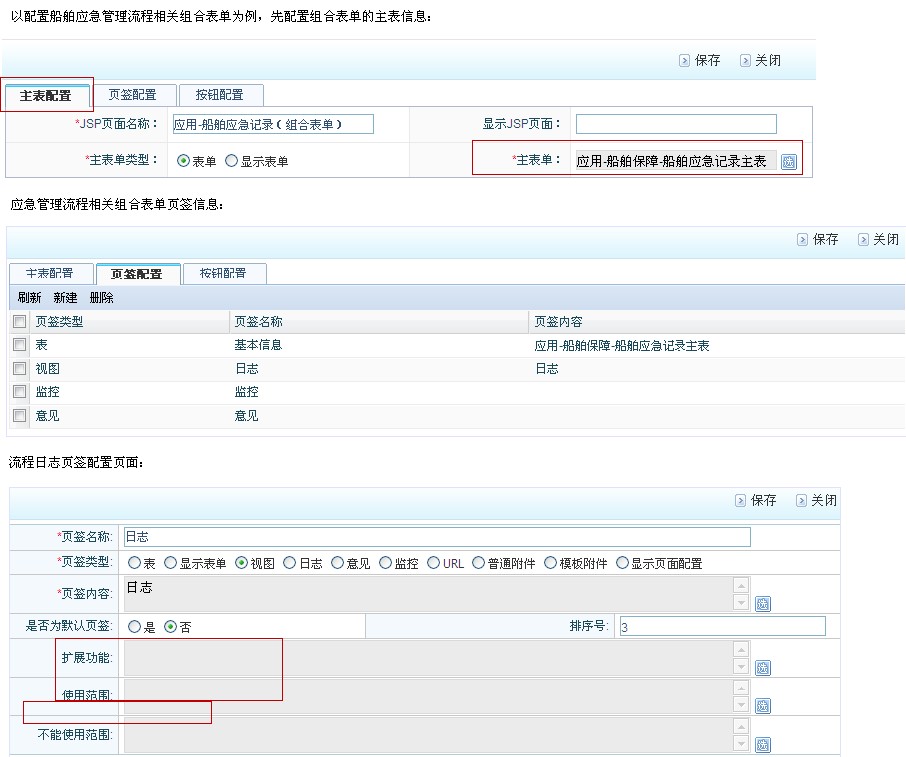 以配置船舶应急管理流程相关组合表单为例，先配置组合表单的主表信息：
保存 关闭
主表配置 页签配置 按钮配置
*JSP页面名称： 应用-船舶应急记录（组合表单） 显示JSP页面：
*主表单类型： 表单 显示表单 *主表单： 应用-船舶保障-船舶应急记录主表 选
应急管理流程相关组合表单页签信息：
保存 关闭
主表配置 页签配置 按钮配置
刷新 新建 删除
页签类型 页签名称 页签内容
表 基本信息 应用-船舶保障-船舶应急记录主表
视图 日志 日志
监控 监控
意见 意见
流程日志页签配置页面：
保存 关闭
*页签名称: 日志
*页签类型: 表 显示表单 视图 日志 意见 监控 URL 普通附件 模板附件 显示页面配置
*页签内容: 日志 选
是否为默认页签: 是 否 排序号: 3
扩展功能: 选
使用范围: 选
不能使用范围: 选